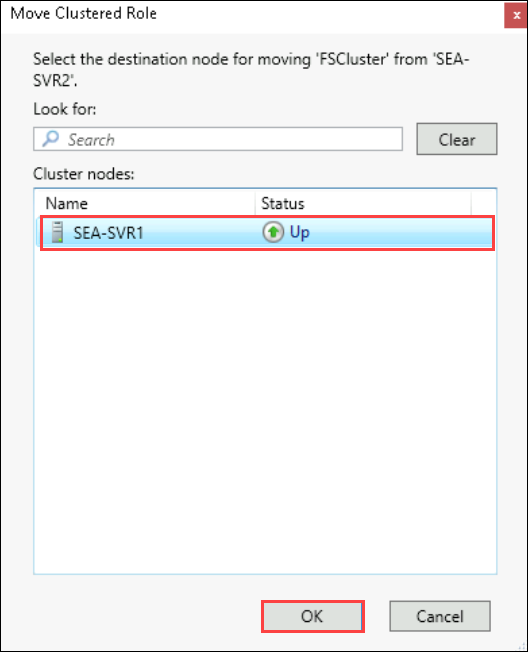 Move Clustered Role
x
Select the destination node for moving 'FSCluster' from 'SEA-
SVR2'.
Look for:
Search
Clear
Cluster nodes:
Name Status
SEA-SVR1 Up
OK Cancel